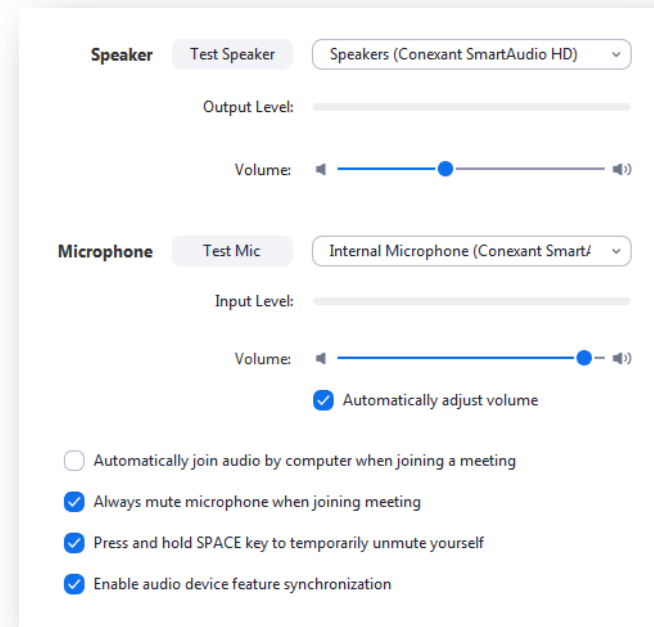 Speaker Test Speaker Speakers (Conexant SmartAudio HD)
Output Level:
Volume:
Microphone Test Mic Internal Microphone (Conexant Smart
Input Level:
Volume:
Automatically adjust volume
Automatically join audio by computer when joining a meeting
Always mute microphone when joining meeting
Press and hold SPACE key to temporarily unmute yourself
Enable audio device feature synchronization